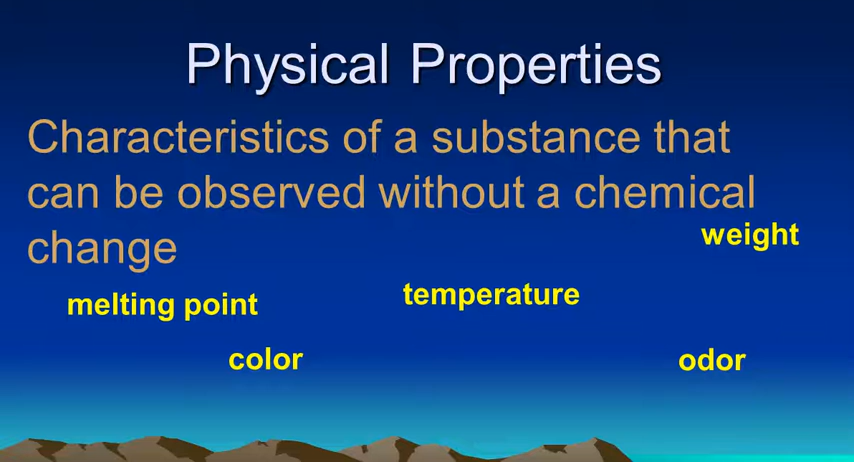 Physical Properties
Characteristics of a substance that
can be observed without a chemical
change
weight
melting point
temperature
color
odor